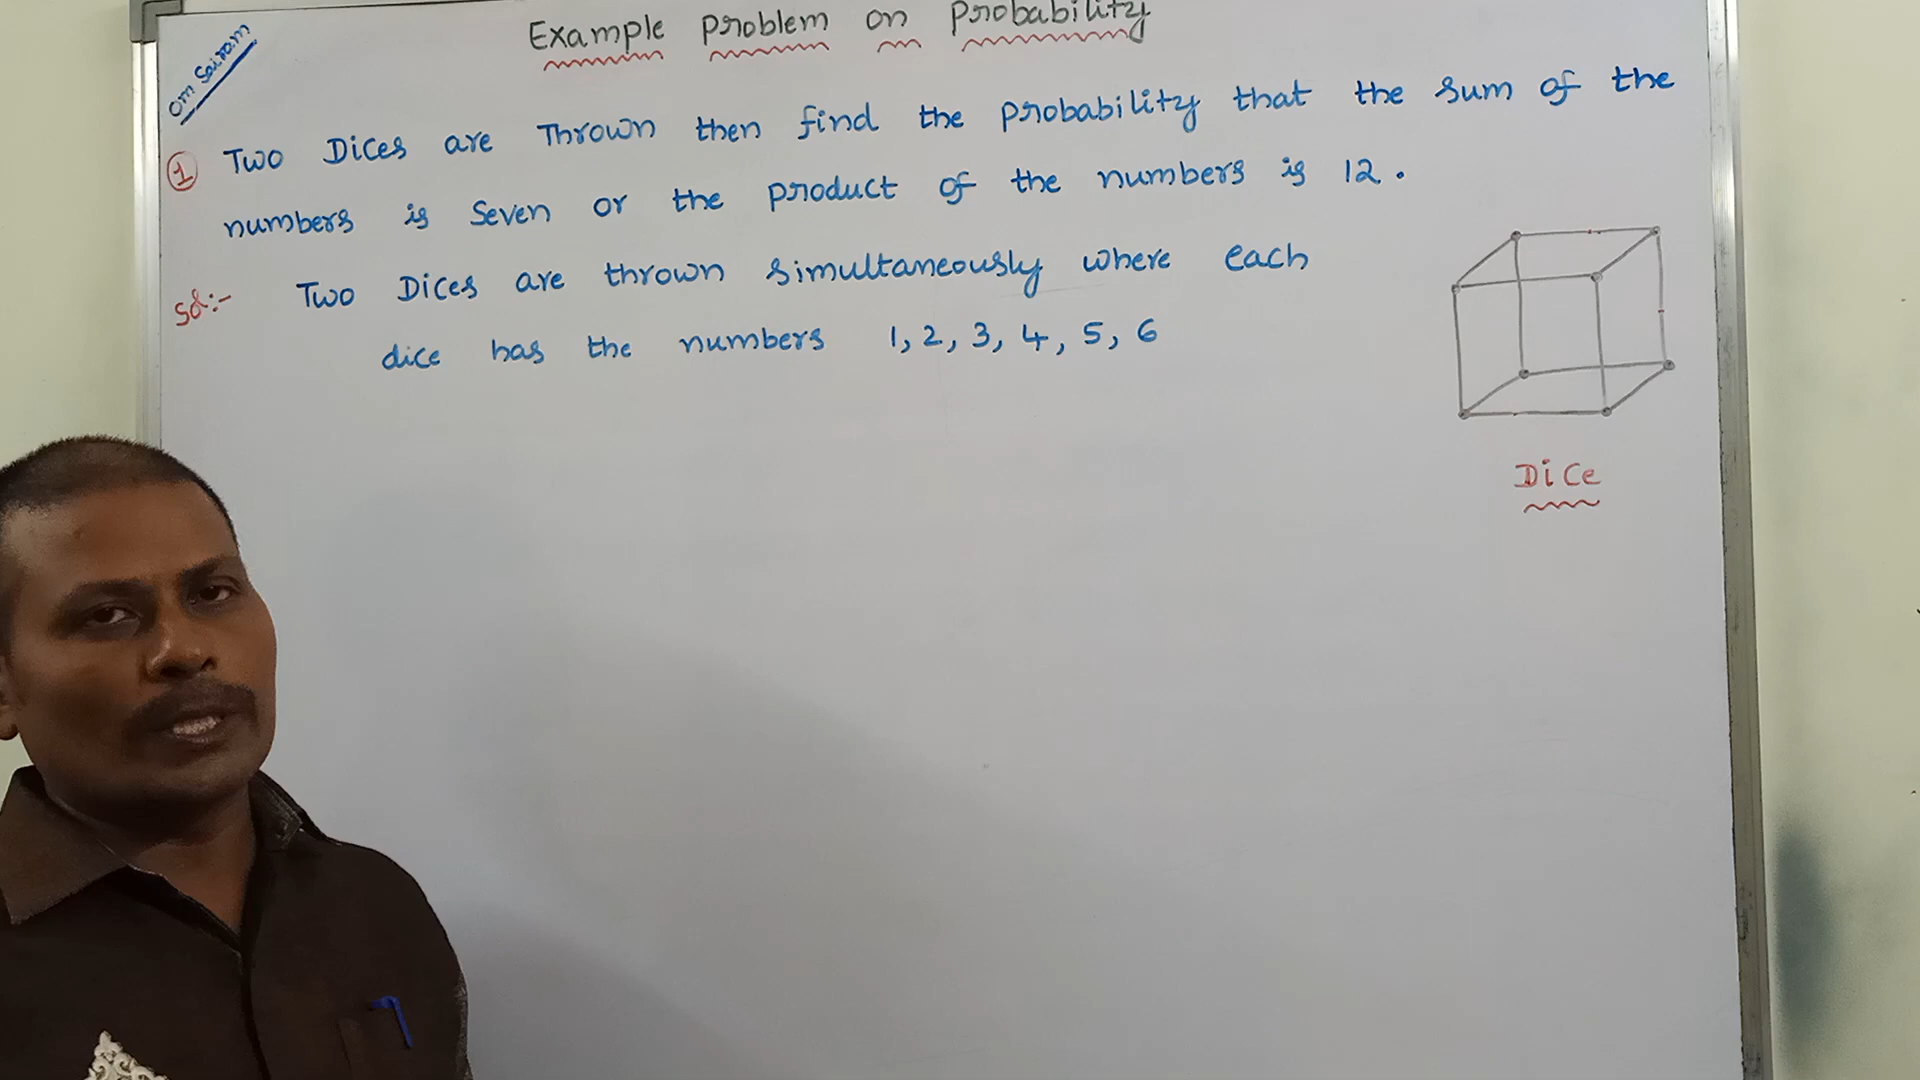 Example Problem on Probability
Om Sairam
1 Two Dices are Thrown then find the probability that the sum of the
numbers is Seven or the product of the numbers is 12.
Sol:- Two Dices are thrown simultaneously where each
dice has the numbers 1, 2, 3, 4, 5, 6
Dice